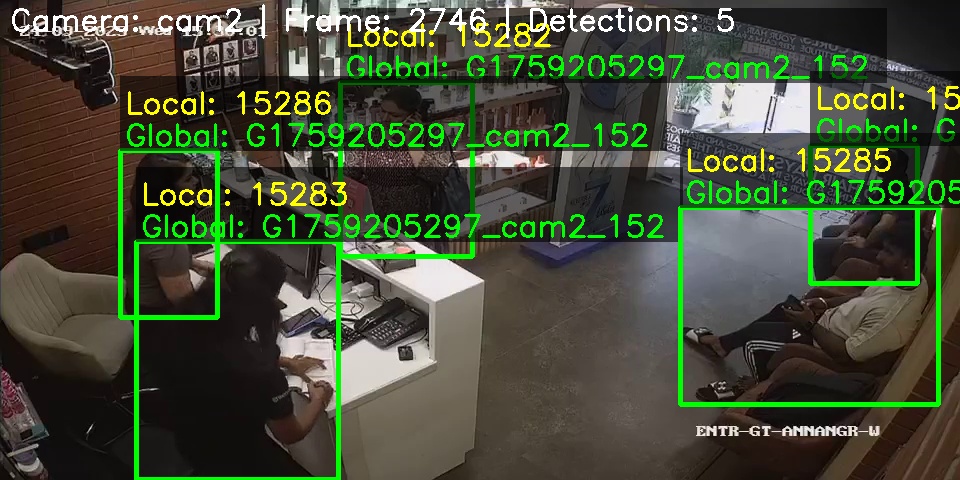 Camera: cam2 | Frame: 2746 | Detections: 5
Local: 15282
Global: G1759205297_cam2_152
Local: 15286
Global: G1759205297_cam2_152
Local: 15
Global: G
Local: 15285
Global: G1759205
Local: 15283
Global: G1759205297_cam2_152
ENTR-GT-ANNANGR-W